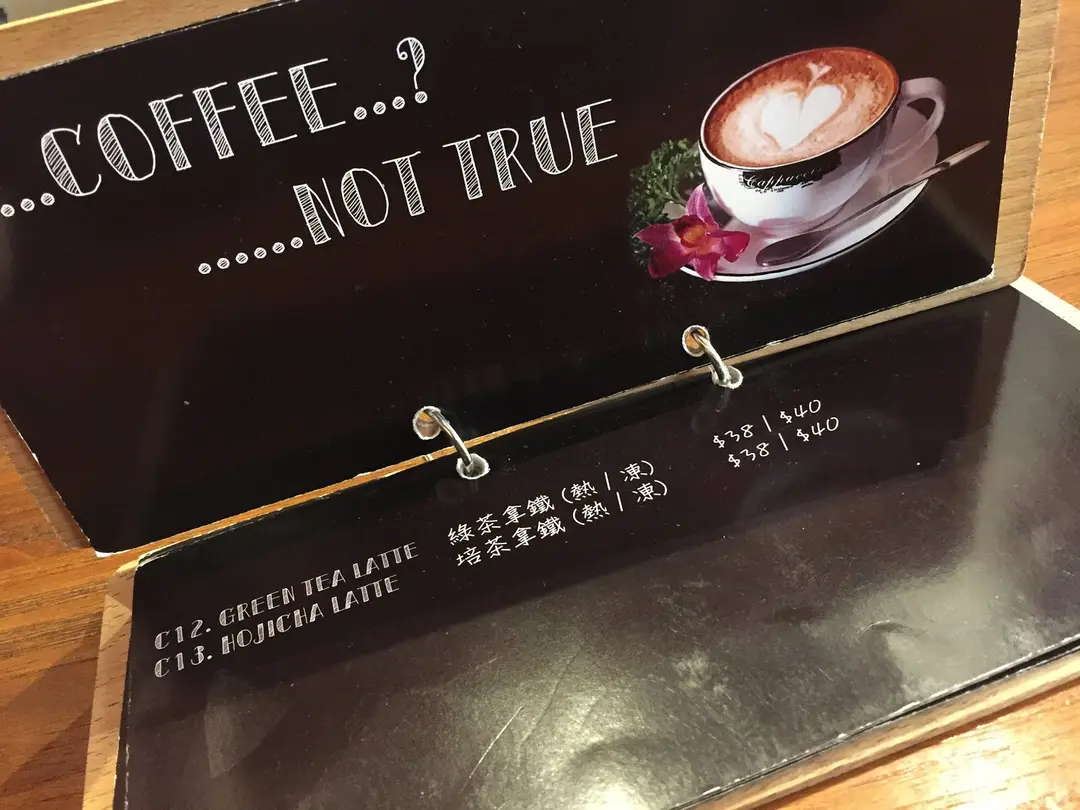 ...COFFEE...?
......NOT TRUE
Cappuccino
C12. GREEN TEA LATTE 綠茶拿鐵 (熱 | 凍) $38 | $40
C13. HOJICHA LATTE 培茶拿鐵 (熱 | 凍) $38 | $40